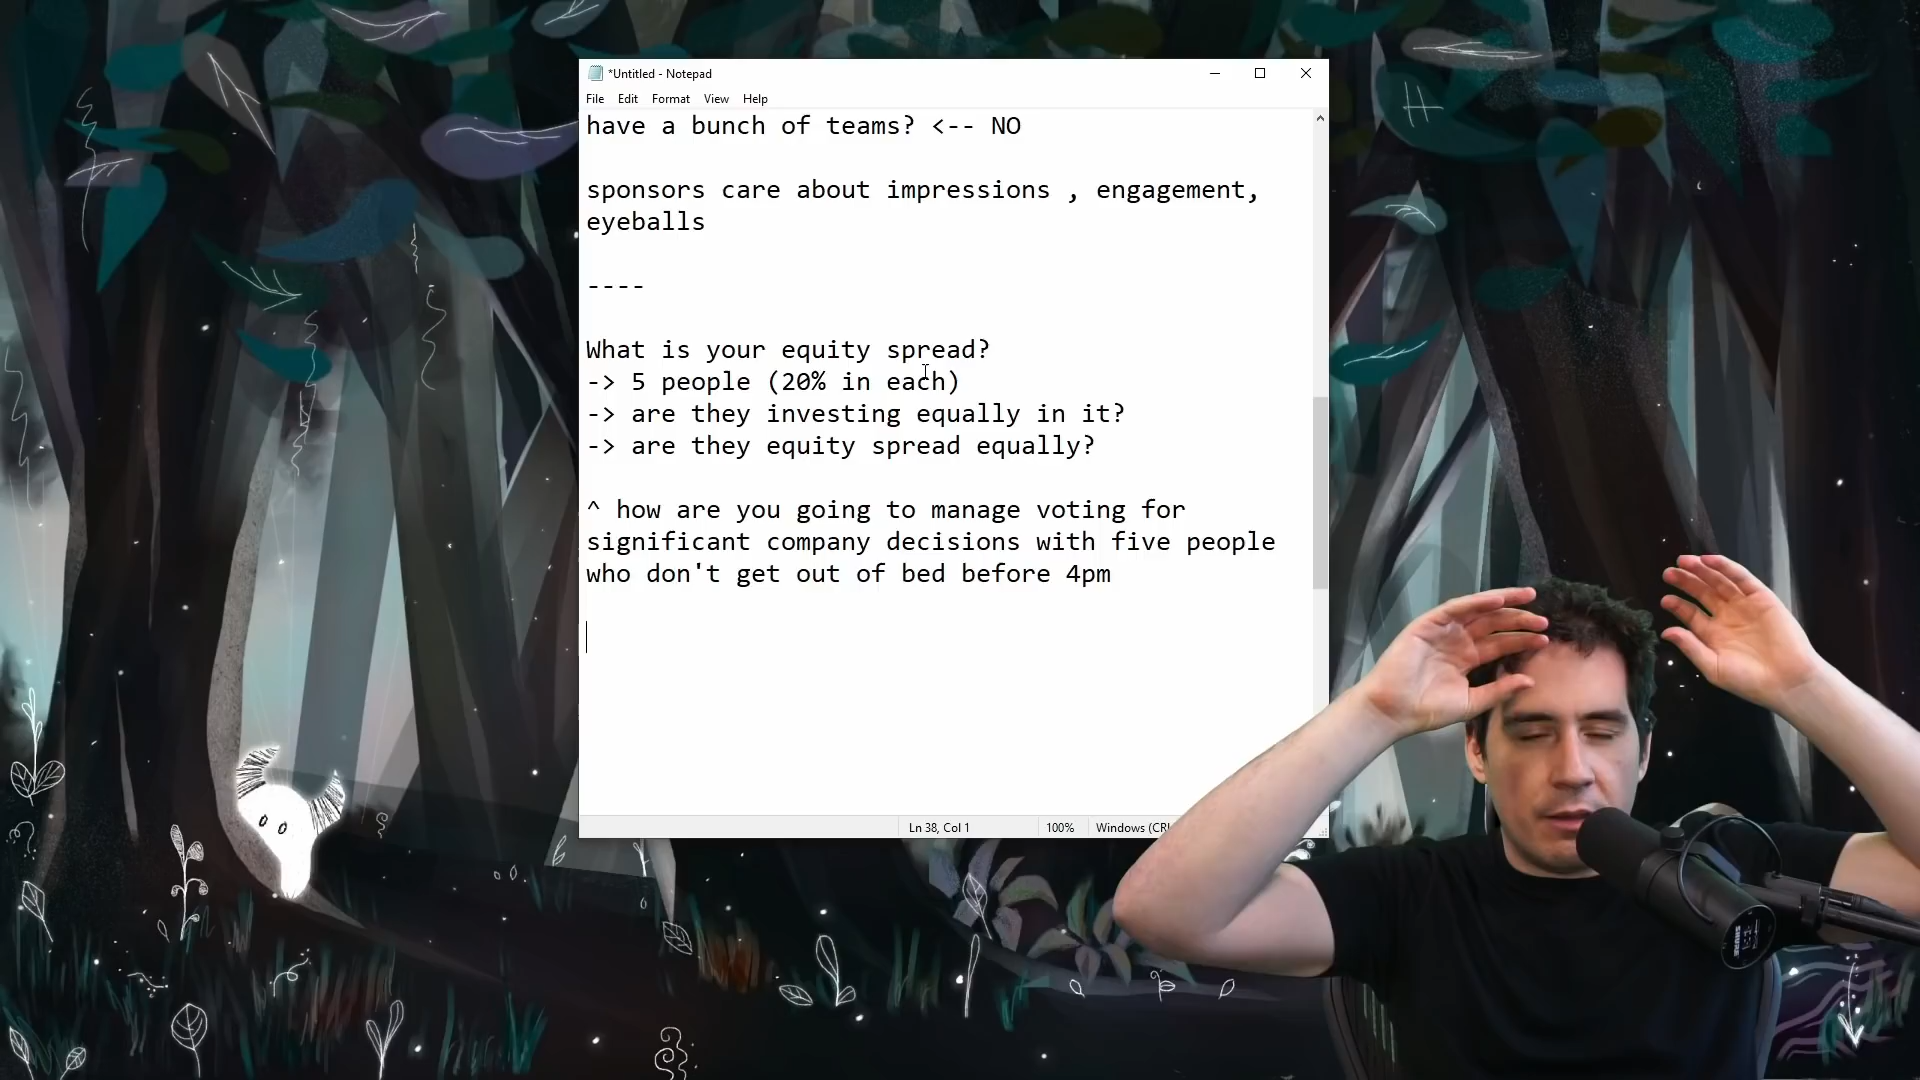 *Untitled - Notepad
File Edit Format View Help
have a bunch of teams? <-- NO
sponsors care about impressions , engagement,
eyeballs
----
What is your equity spread?
-> 5 people (20% in each)
-> are they investing equally in it?
-> are they equity spread equally?
^ how are you going to manage voting for
significant company decisions with five people
who don't get out of bed before 4pm
Ln 38, Col 1 100% Windows (CRL
SHURE